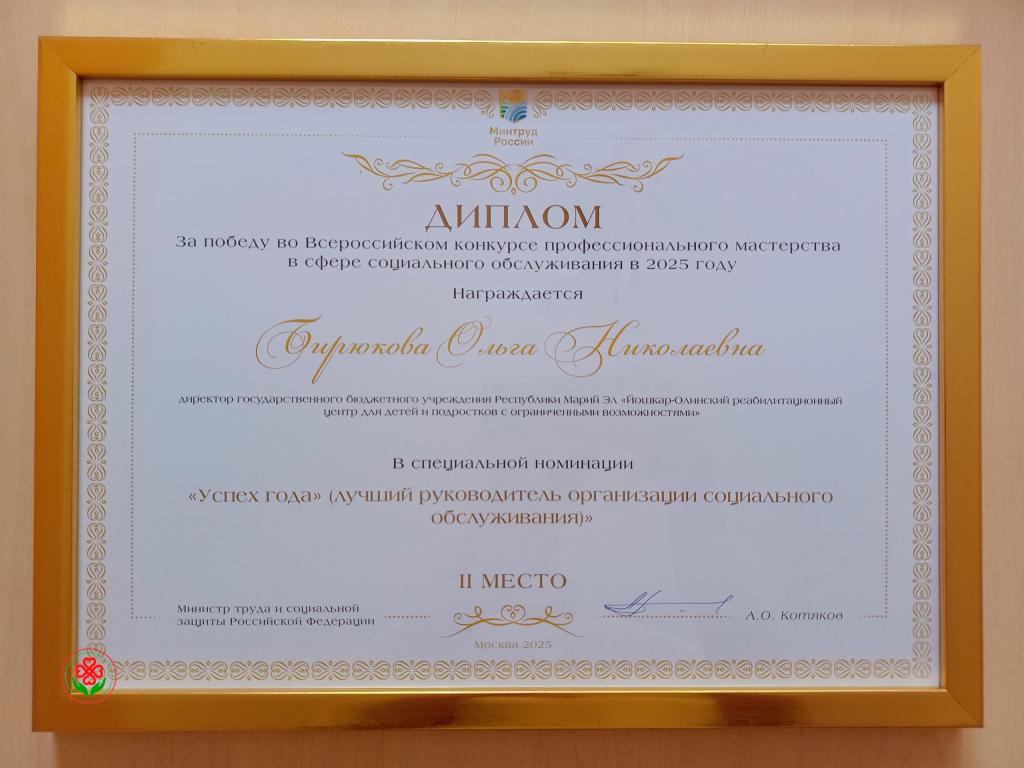 Минтруд
России
ДИПЛОМ
За победу во Всероссийском конкурсе профессионального мастерства
в сфере социального обслуживания в 2025 году
Награждается
Бирюкова Ольга Николаевна
директор государственного бюджетного учреждения Республики Марий Эл «Йошкар-Олинский реабилитационный
центр для детей и подростков с ограниченными возможностями»
В специальной номинации
«Успех года» (лучший руководитель организации социального
обслуживания)»
II МЕСТО
Министр труда и социальной
защиты Российской Федерации
А.О. Котяков
Москва 2025